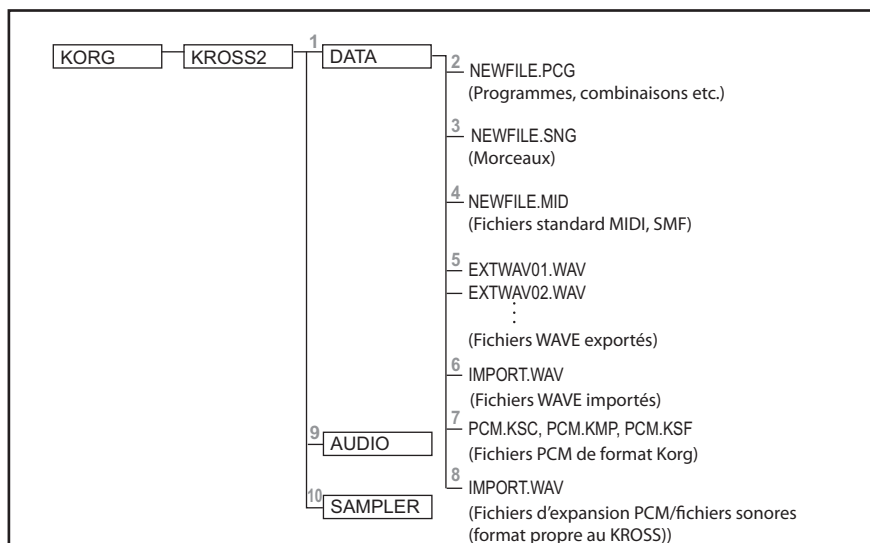 KORG
KROSS2
1
DATA
2
NEWFILE.PCG
(Programmes, combinaisons etc.)
3
NEWFILE.SNG
(Morceaux)
4
NEWFILE.MID
(Fichiers standard MIDI, SMF)
5
EXTWAV01.WAV
EXTWAV02.WAV
(Fichiers WAVE exportés)
6
IMPORT.WAV
(Fichiers WAVE importés)
7
PCM.KSC, PCM.KMP, PCM.KSF
(Fichiers PCM de format Korg)
8
IMPORT.WAV
(Fichiers d’expansion PCM/fichiers sonores
(format propre au KROSS))
9
AUDIO
10
SAMPLER